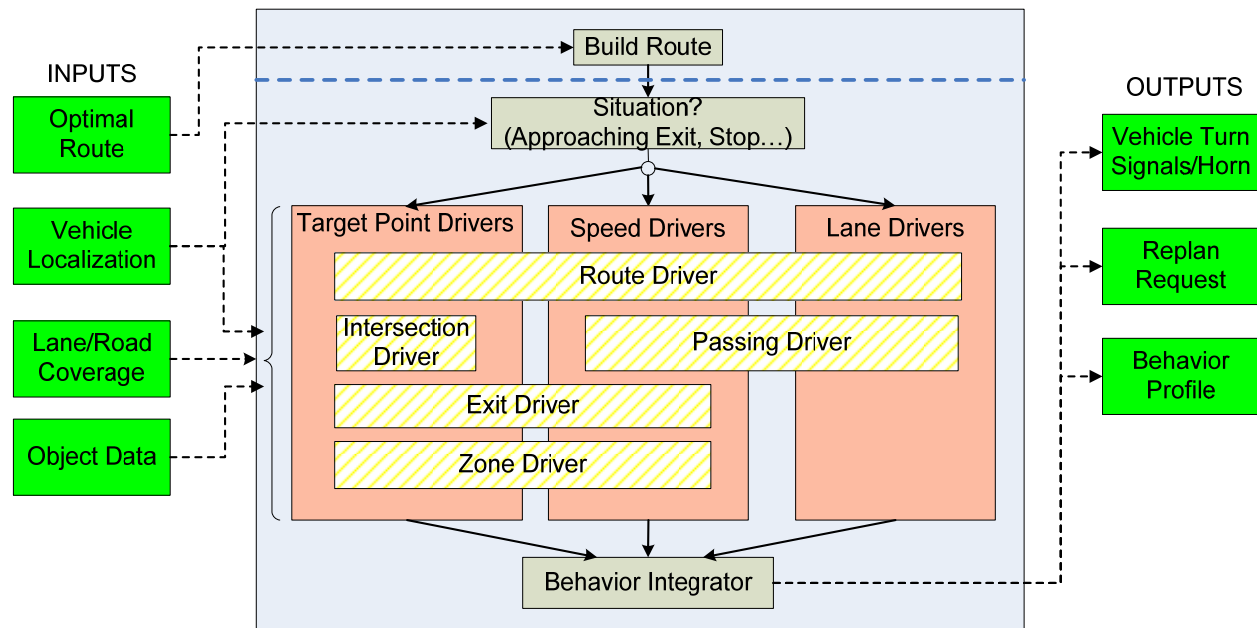 Build Route
INPUTS
OUTPUTS
Optimal
Route
Situation?
(Approaching Exit, Stop…)
Vehicle Turn
Signals/Horn
Vehicle
Localization
Target Point Drivers
Speed Drivers
Lane Drivers
Route Driver
Replan
Request
Lane/Road
Coverage
Intersection
Driver
Passing Driver
Behavior
Profile
Exit Driver
Object Data
Zone Driver
Behavior Integrator